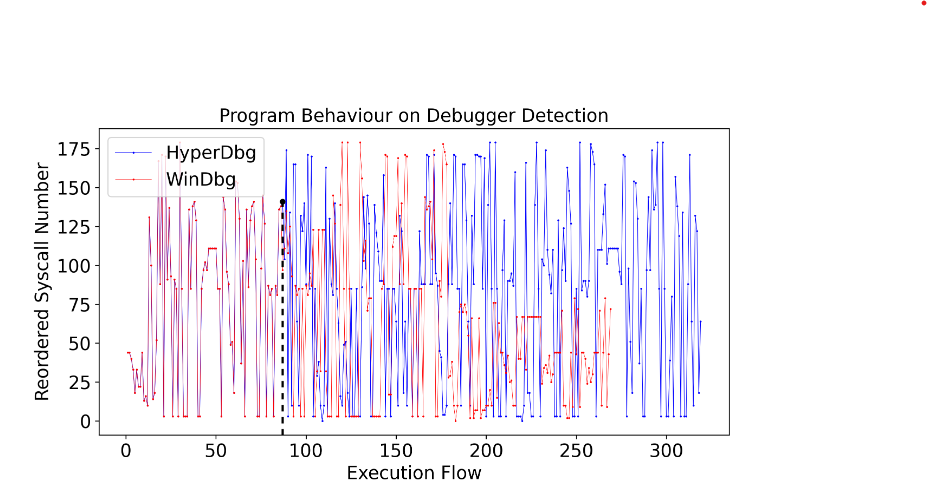 Program Behaviour on Debugger Detection
HyperDbg
WinDbg
Reordered Syscall Number
175
150
125
100
75
50
25
0
0 50 100 150 200 250 300
Execution Flow